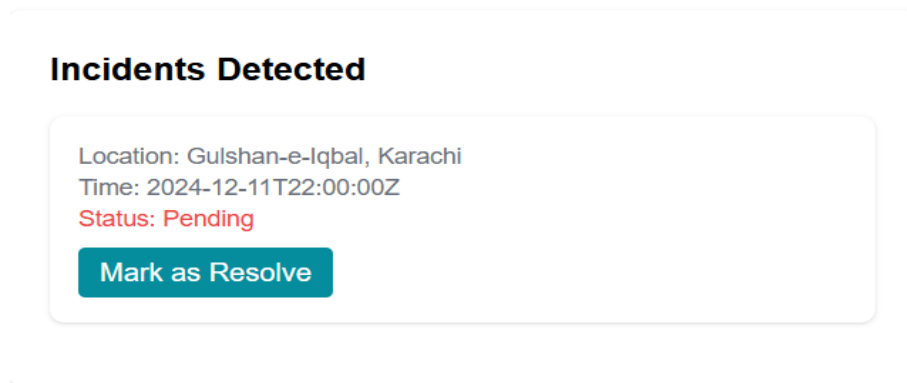 Incidents Detected
Location: Gulshan-e-Iqbal, Karachi
Time: 2024-12-11T22:00:00Z
Status: Pending
Mark as Resolve